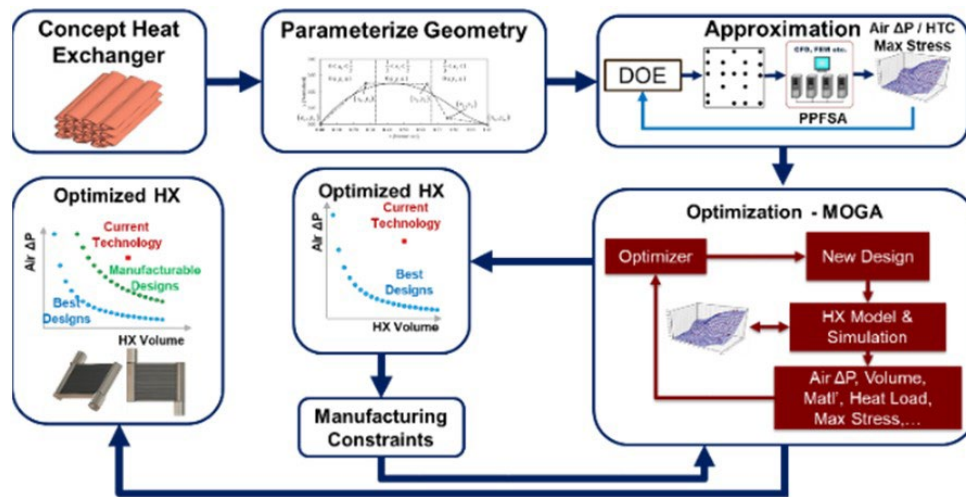 Concept Heat
Exchanger
Parameterize Geometry
Approximation
Air ΔP / HTC
Max Stress
DOE
CFD, FEM etc.
PPFSA
Optimized HX
Air ΔP
Current
Technology
Manufacturable
Designs
Best
Designs
HX Volume
Optimized HX
Air ΔP
Current
Technology
Best
Designs
HX Volume
Manufacturing
Constraints
Optimization - MOGA
Optimizer
New Design
HX Model &
Simulation
Air ΔP, Volume,
Matl', Heat Load,
Max Stress,...